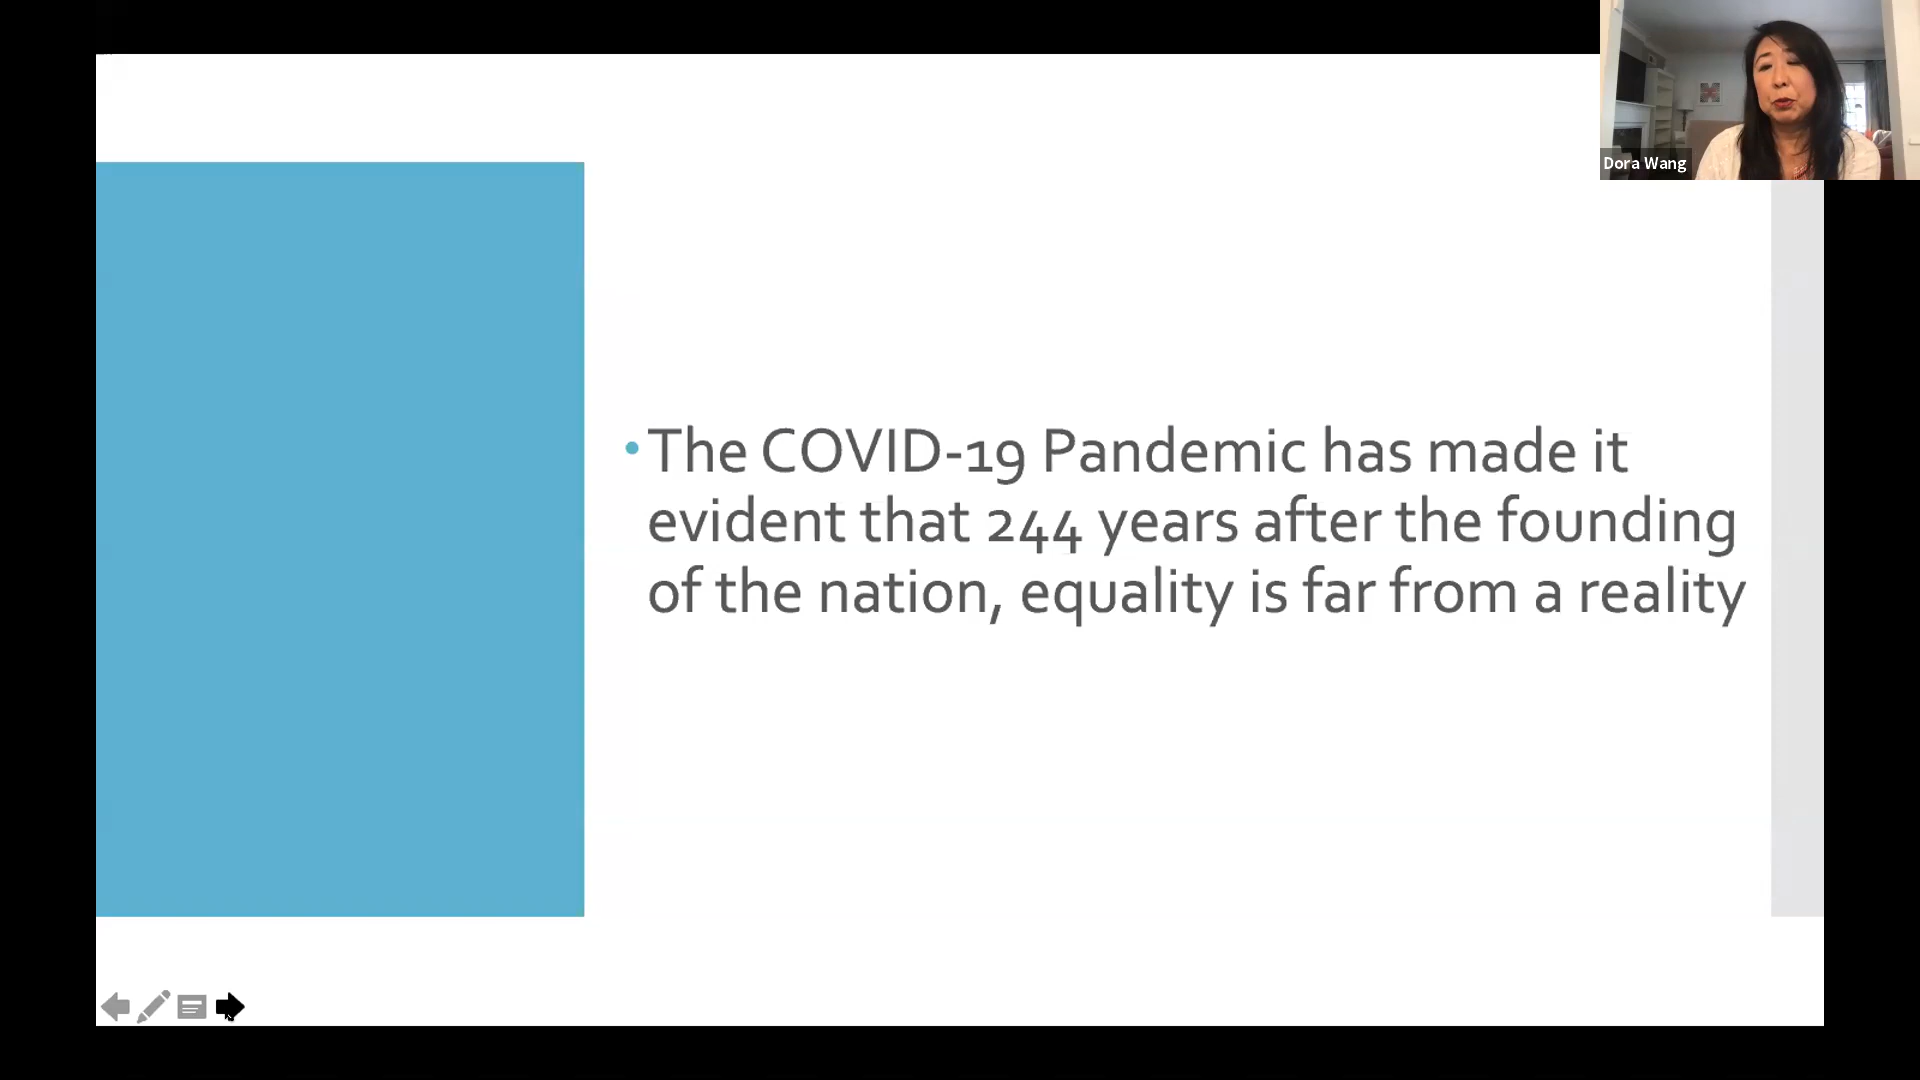 Dora Wang
• The COVID-19 Pandemic has made it
evident that 244 years after the founding
of the nation, equality is far from a reality